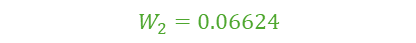 W₂ = 0.06624